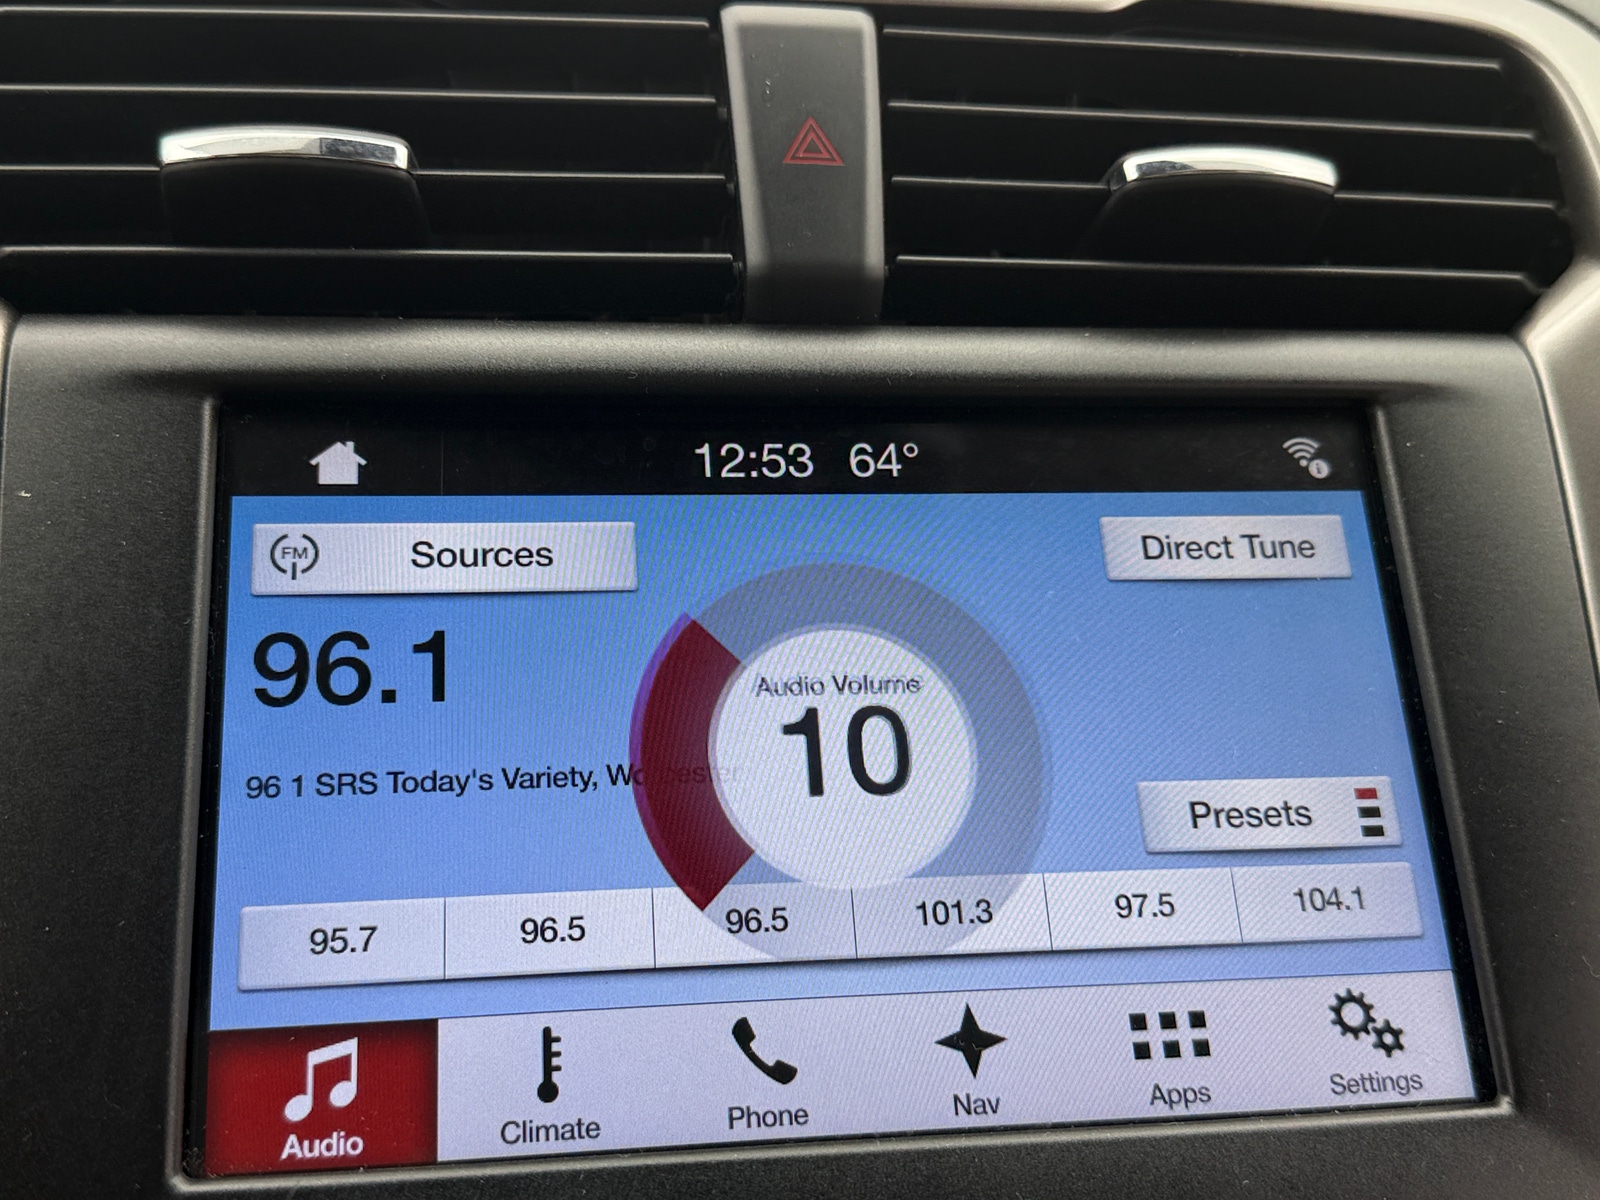 12:53 64°
FM Sources
Direct Tune
96.1
Audio Volume
10
96 1 SRS Today's Variety, Worcester
Presets
95.7 96.5 96.5 101.3 97.5 104.1
Audio Climate Phone Nav Apps Settings